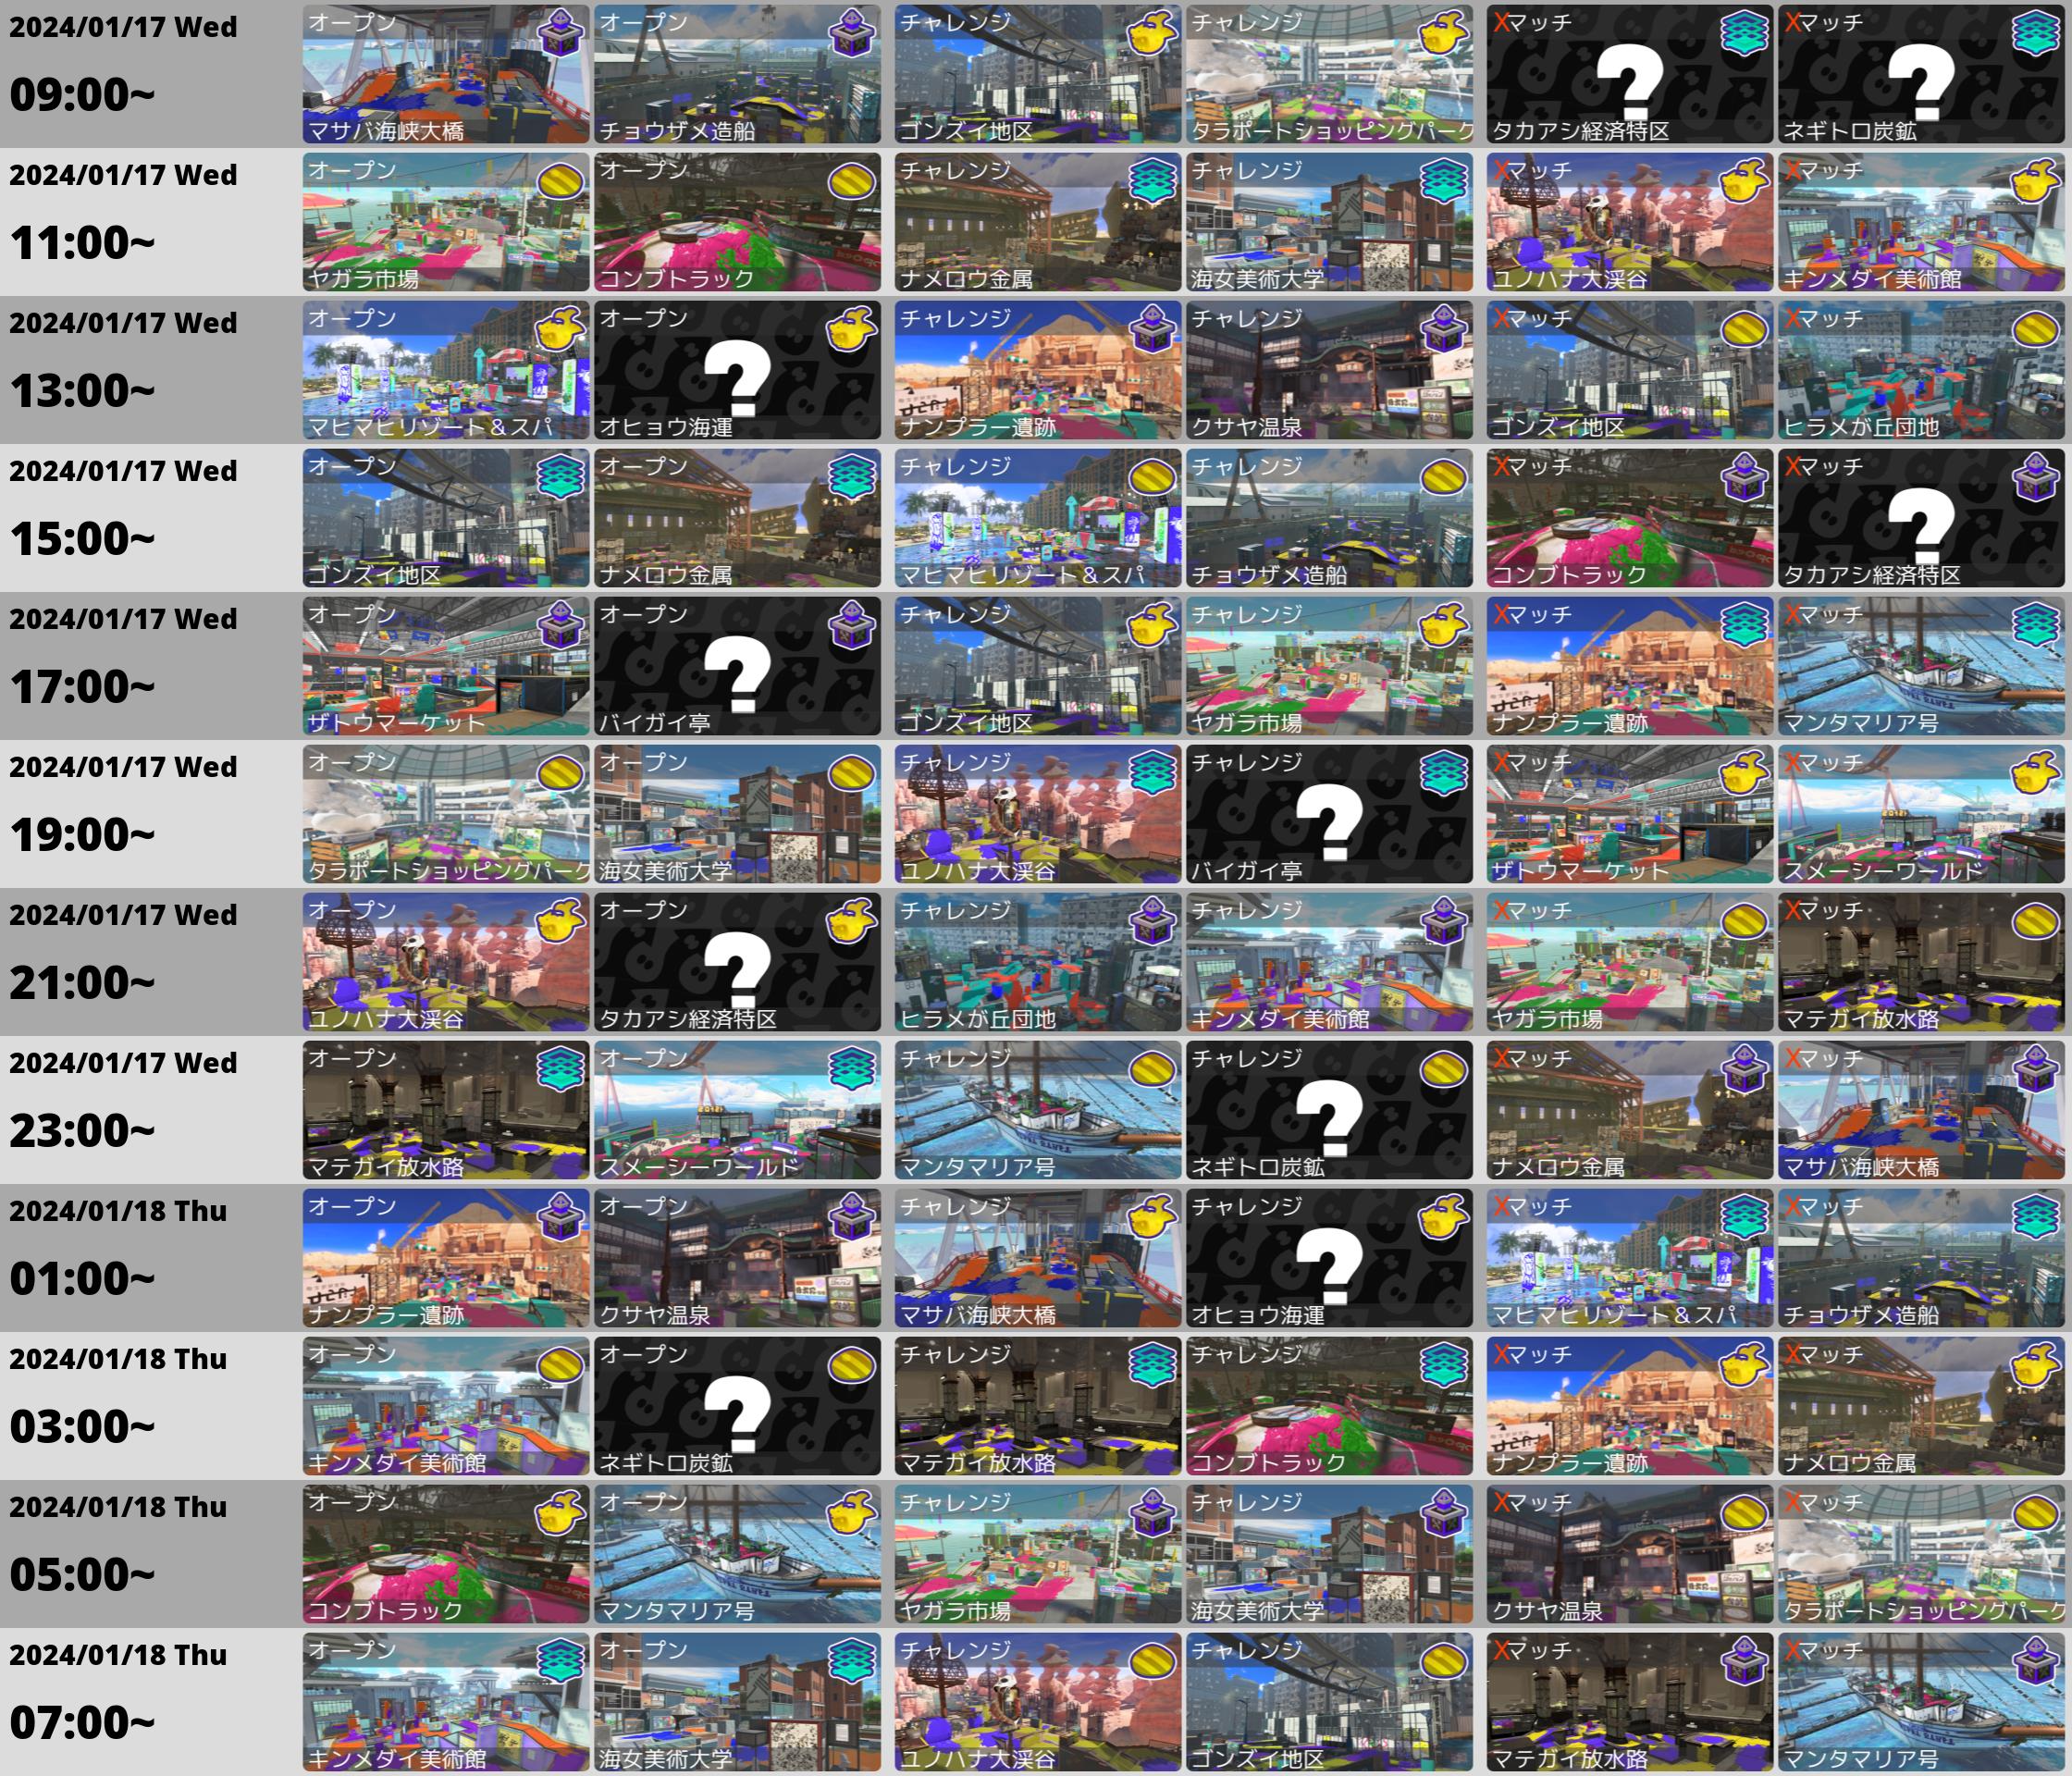 2024/01/17 Wed
09:00~
オープン
マサバ海峡大橋
オープン
チョウザメ造船
チャレンジ
ゴンズイ地区
チャレンジ
タラポートショッピングパーク
Xマッチ
タカアシ経済特区
Xマッチ
ネギトロ炭鉱
2024/01/17 Wed
11:00~
オープン
ヤガラ市場
オープン
コンブトラック
チャレンジ
ナメロウ金属
チャレンジ
海女美術大学
Xマッチ
ユノハナ大渓谷
Xマッチ
キンメダイ美術館
2024/01/17 Wed
13:00~
オープン
マヒマヒリゾート＆スパ
オープン
オヒョウ海運
チャレンジ
ナンプラー遺跡
チャレンジ
クサヤ温泉
Xマッチ
ゴンズイ地区
Xマッチ
ヒラメが丘団地
2024/01/17 Wed
15:00~
オープン
ゴンズイ地区
オープン
ナメロウ金属
チャレンジ
マヒマヒリゾート＆スパ
チャレンジ
チョウザメ造船
Xマッチ
コンブトラック
Xマッチ
タカアシ経済特区
2024/01/17 Wed
17:00~
オープン
ザトウマーケット
オープン
バイガイ亭
チャレンジ
ゴンズイ地区
チャレンジ
ヤガラ市場
Xマッチ
ナンプラー遺跡
Xマッチ
マンタマリア号
2024/01/17 Wed
19:00~
オープン
タラポートショッピングパーク
オープン
海女美術大学
チャレンジ
ユノハナ大渓谷
チャレンジ
バイガイ亭
Xマッチ
ザトウマーケット
Xマッチ
スメーシーワールド
2024/01/17 Wed
21:00~
オープン
ユノハナ大渓谷
オープン
タカアシ経済特区
チャレンジ
ヒラメが丘団地
チャレンジ
キンメダイ美術館
Xマッチ
ヤガラ市場
Xマッチ
マテガイ放水路
2024/01/17 Wed
23:00~
オープン
マテガイ放水路
オープン
スメーシーワールド
チャレンジ
マンタマリア号
チャレンジ
ネギトロ炭鉱
Xマッチ
ナメロウ金属
Xマッチ
マサバ海峡大橋
2024/01/18 Thu
01:00~
オープン
ナンプラー遺跡
オープン
クサヤ温泉
チャレンジ
マサバ海峡大橋
チャレンジ
オヒョウ海運
Xマッチ
マヒマヒリゾート＆スパ
Xマッチ
チョウザメ造船
2024/01/18 Thu
03:00~
オープン
キンメダイ美術館
オープン
ネギトロ炭鉱
チャレンジ
マテガイ放水路
チャレンジ
コンブトラック
Xマッチ
ナンプラー遺跡
Xマッチ
ナメロウ金属
2024/01/18 Thu
05:00~
オープン
コンブトラック
オープン
マンタマリア号
チャレンジ
ヤガラ市場
チャレンジ
海女美術大学
Xマッチ
クサヤ温泉
Xマッチ
タラポートショッピングパーク
2024/01/18 Thu
07:00~
オープン
キンメダイ美術館
オープン
海女美術大学
チャレンジ
ユノハナ大渓谷
チャレンジ
ゴンズイ地区
Xマッチ
マテガイ放水路
Xマッチ
マンタマリア号